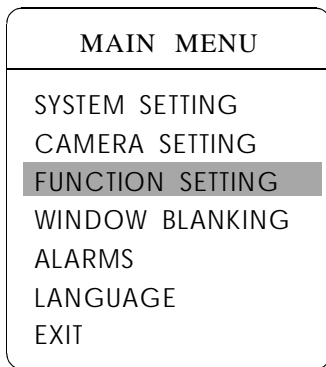 MAIN MENU
SYSTEM SETTING
CAMERA SETTING
FUNCTION SETTING
WINDOW BLANKING
ALARMS
LANGUAGE
EXIT